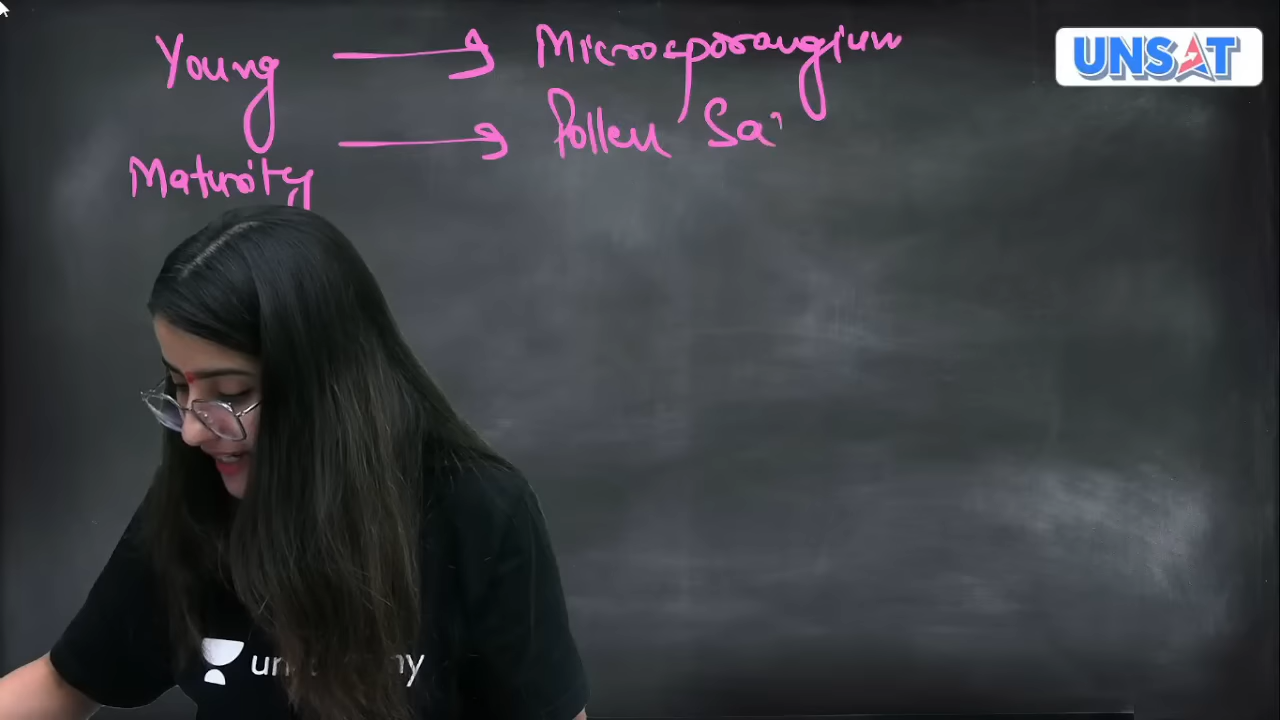 UNSAT
Young → Microsporangium
Maturity → Pollen Sa